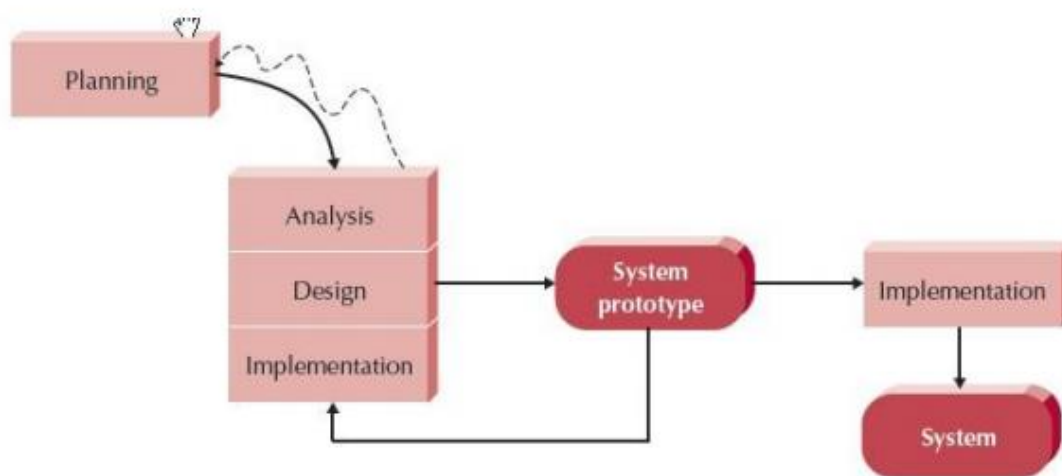 Planning
Analysis
Design
Implementation
System
prototype
Implementation
System